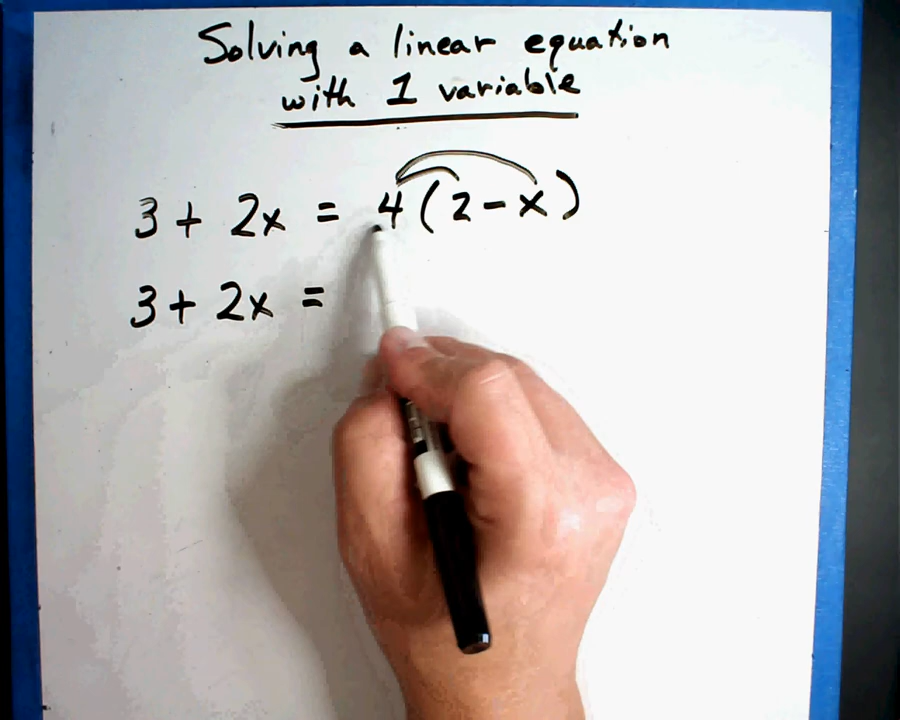 Solving a linear equation
with 1 variable
3 + 2x = 4(2-x)
3 + 2x =